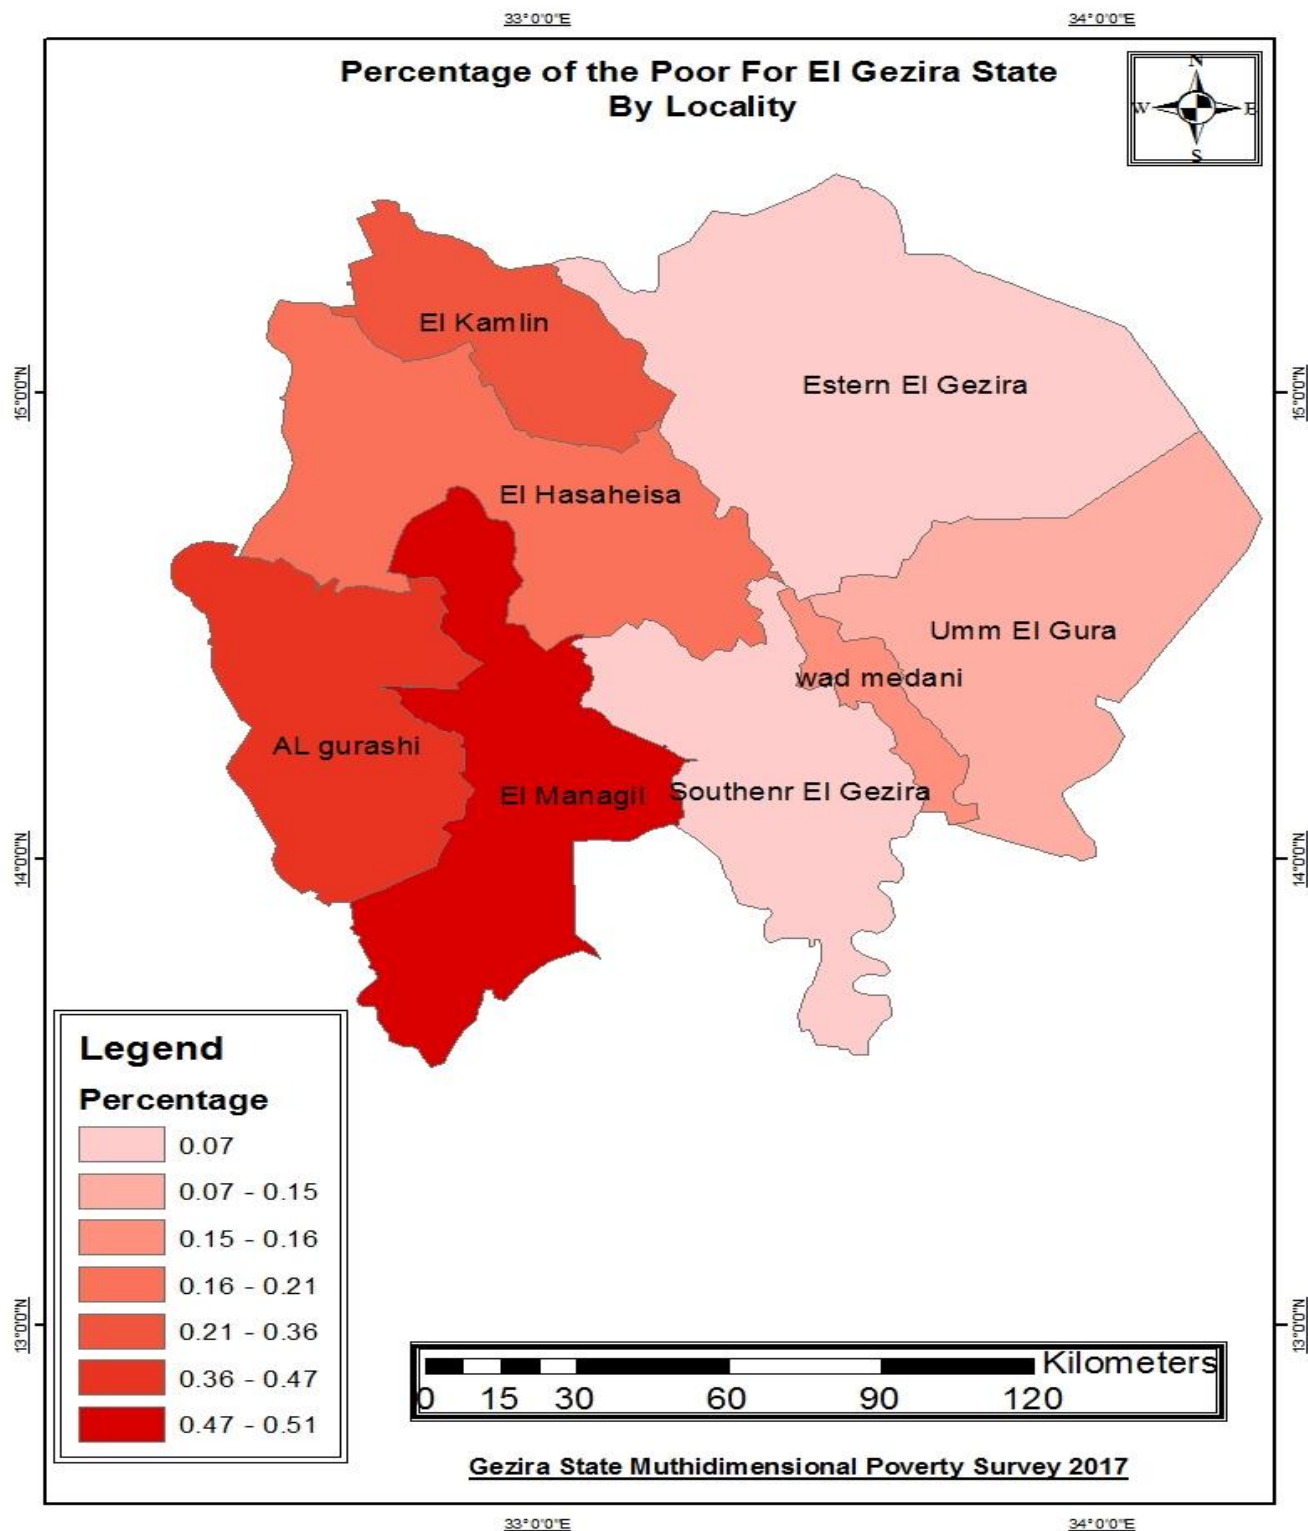 33°0'0"E
34°0'0"E
Percentage of the Poor For El Gezira State
By Locality
N
W
E
S
El Kamlin
Estern El Gezira
15°0'0"N
15°0'0"N
El Hasaheisa
Umm El Gura
wad medani
AL gurashi
El Managil
Southenr El Gezira
14°0'0"N
14°0'0"N
Legend
Percentage
0.07
0.07 - 0.15
0.15 - 0.16
0.16 - 0.21
0.21 - 0.36
0.36 - 0.47
0.47 - 0.51
13°0'0"N
13°0'0"N
Kilometers
0 15 30 60 90 120
Gezira State Muthidimensional Poverty Survey 2017
33°0'0"E
34°0'0"E